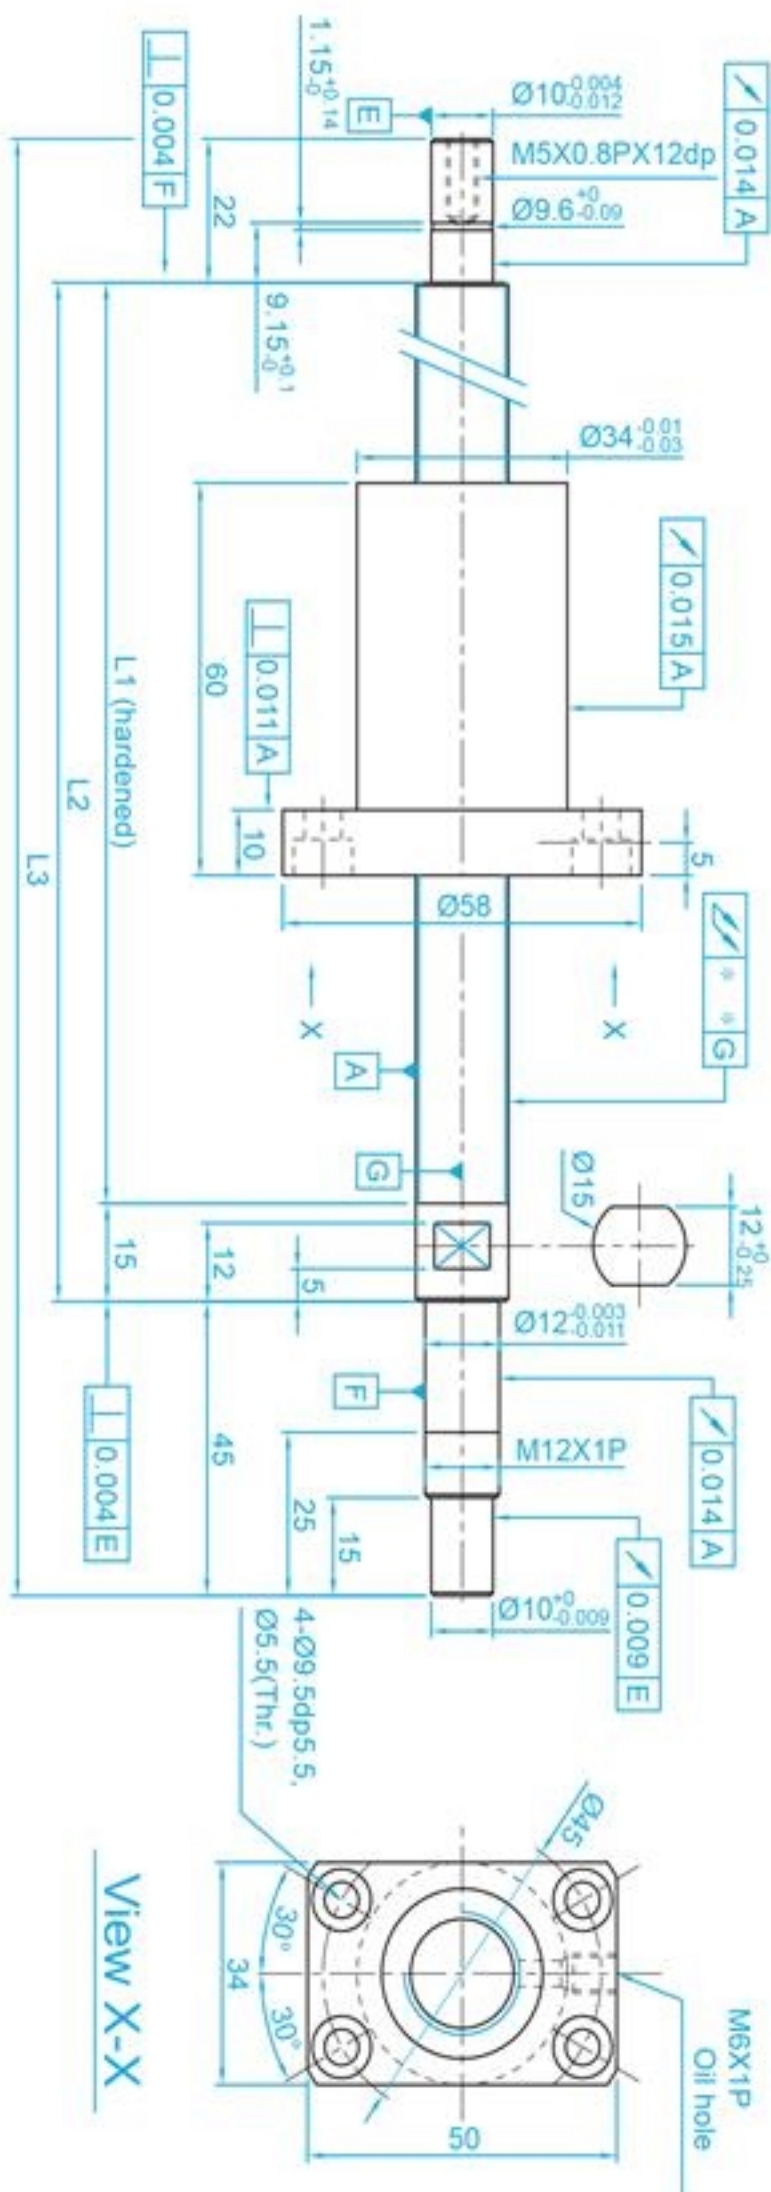 ⊥ 0.004 F
1.15 +0.14 -0
E
Ø10 -0.004 -0.012
M5X0.8PX12dp
Ø9.6 +0 -0.09
↗ 0.014 A
22
9.15 +0.1 -0
Ø34 -0.01 -0.03
↗ 0.015 A
L1 (hardened)
L2
L3
60
⊥ 0.011 A
10
5
Ø58
X
X
A
G
* * G
Ø15
12 +0 -0.25
15
12
5
Ø12 -0.003 -0.011
F
M12X1P
↗ 0.014 A
⊥ 0.004 E
45
25
15
Ø10 +0 -0.009
↗ 0.009 E
4-Ø9.5dp5.5,
Ø5.5(Thr.)
Ø45
30°
30°
34
50
M6X1P
Oil hole
View X-X